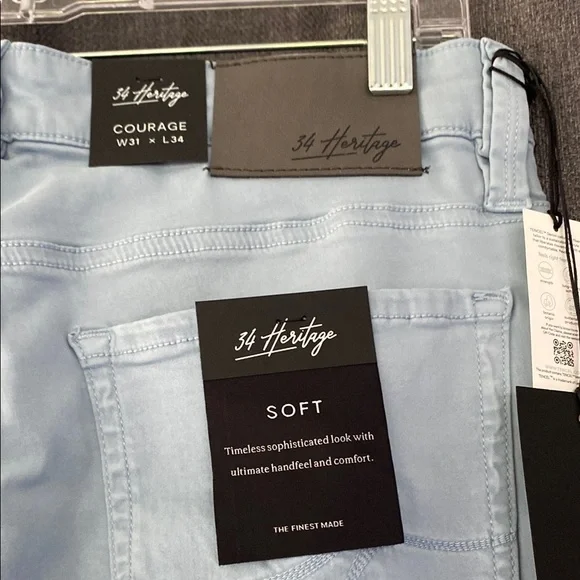 34 Heritage
COURAGE
W31 × L34
34 Heritage
34 Heritage
SOFT
Timeless sophisticated look with
ultimate handfeel and comfort.
THE FINEST MADE